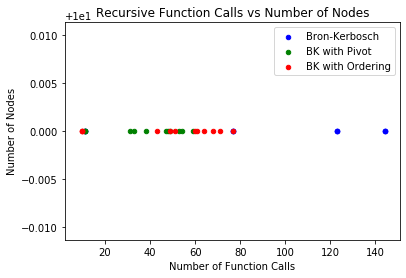 +1e1
Recursive Function Calls vs Number of Nodes
Bron-Kerbosch
BK with Pivot
BK with Ordering
0.010
0.005
0.000
−0.005
−0.010
Number of Nodes
20 40 60 80 100 120 140
Number of Function Calls